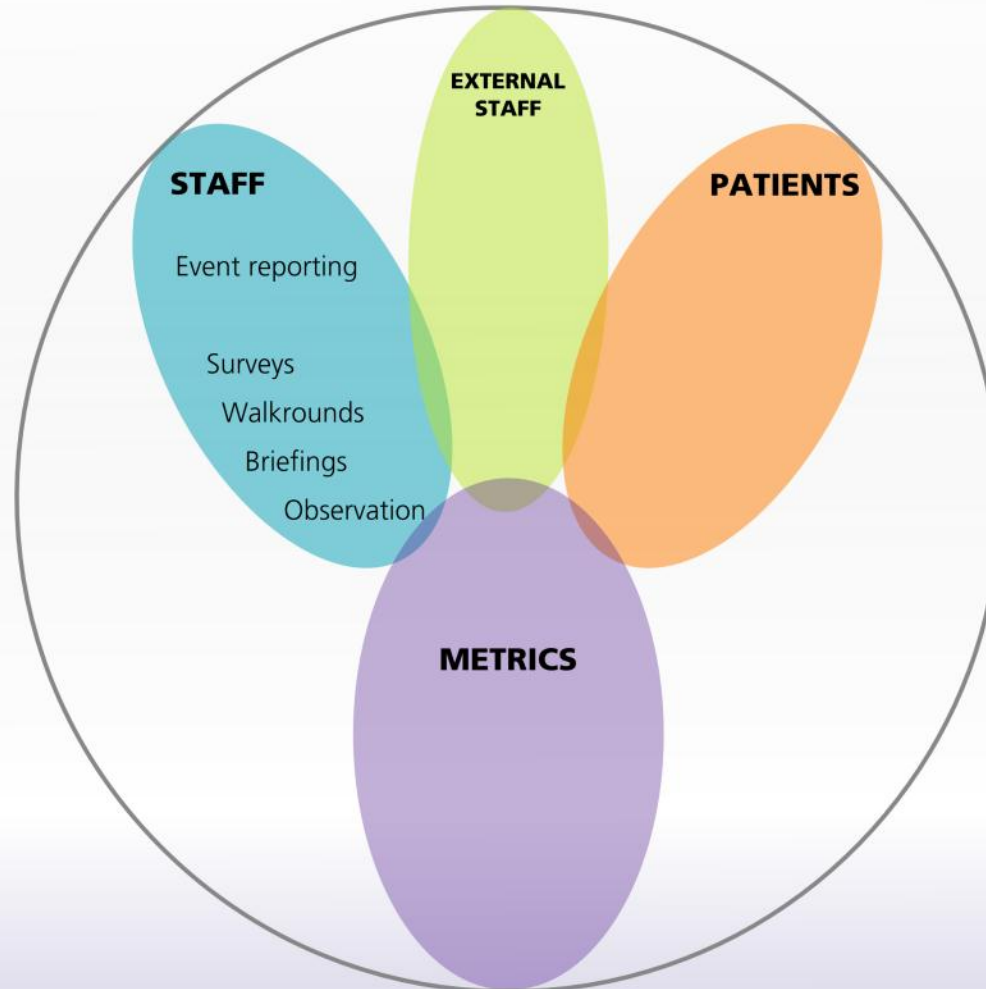 EXTERNAL
STAFF
STAFF
PATIENTS
Event reporting
Surveys
Walkrounds
Briefings
Observation
METRICS